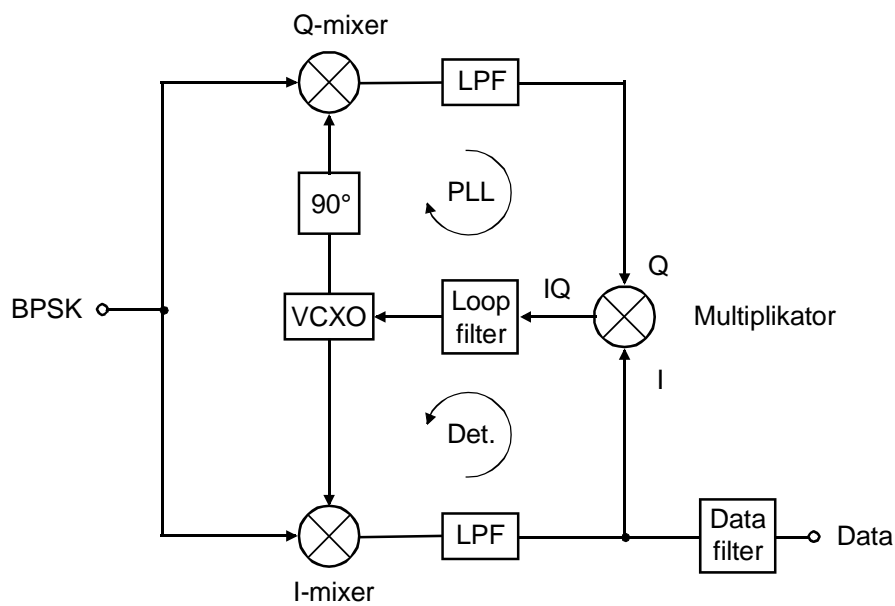 Q-mixer
LPF
90°
PLL
Q
BPSK
VCXO
Loop
filter
IQ
Multiplikator
I
Det.
LPF
Data
filter
Data
I-mixer